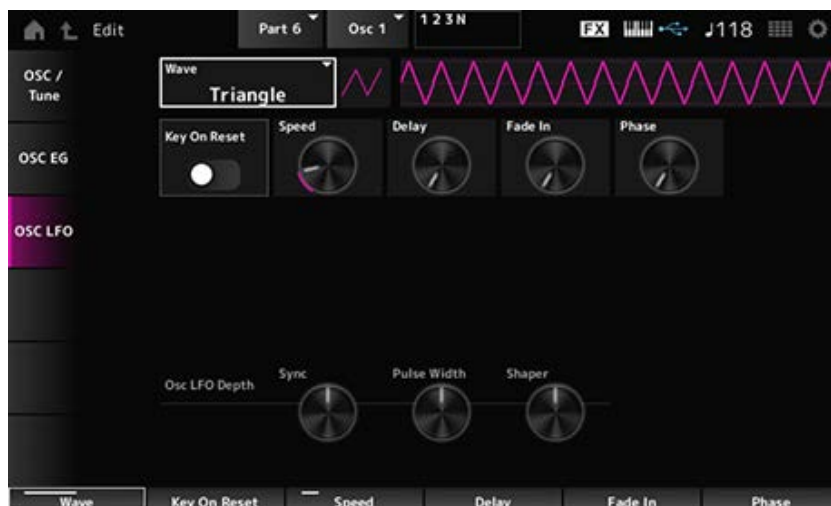 Edit
Part 6
Osc 1
1 2 3 N
FX
♩118
OSC /
Tune
OSC EG
OSC LFO
Wave
Triangle
Key On Reset
Speed
Delay
Fade In
Phase
Osc LFO Depth
Sync
Pulse Width
Shaper
Wave
Key On Reset
Speed
Delay
Fade In
Phase